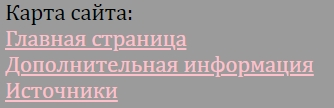 Карта сайта:
Главная страница
Дополнительная информация
Источники